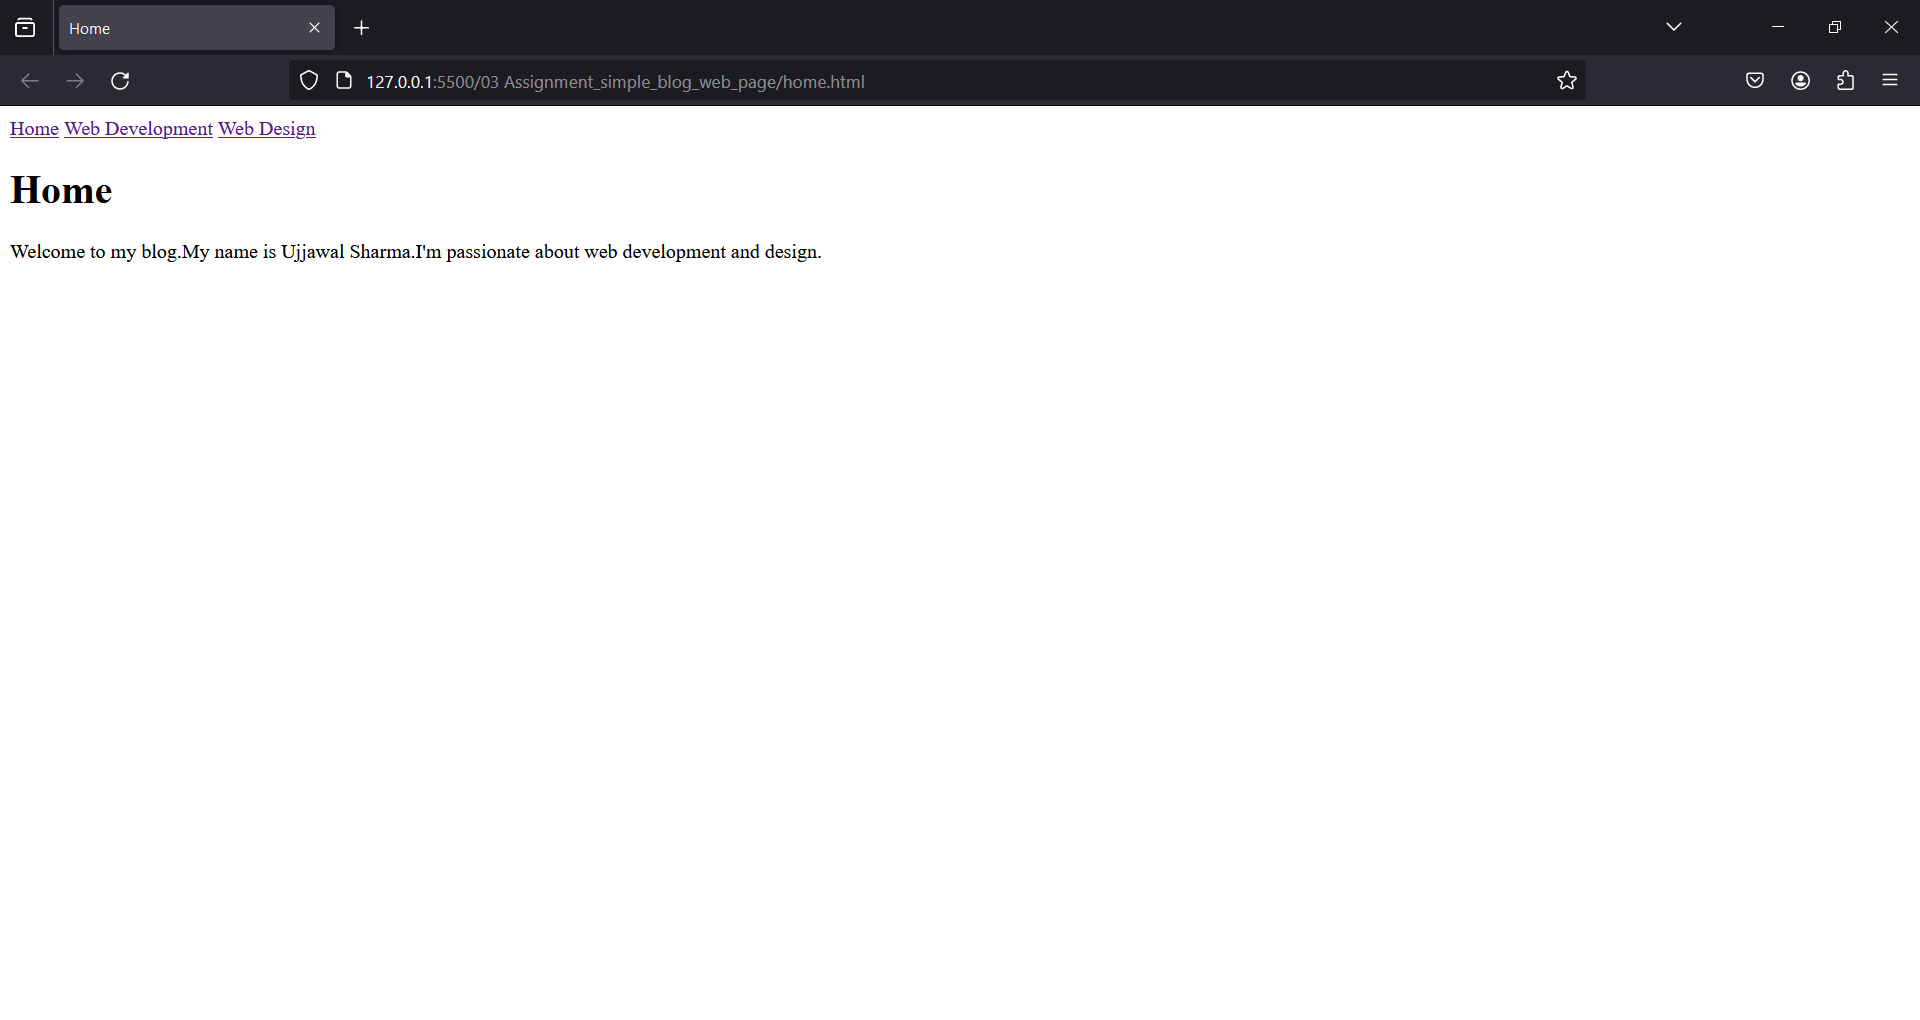 Home
127.0.0.1:5500/03 Assignment_simple_blog_web_page/home.html
Home Web Development Web Design
Home
Welcome to my blog.My name is Ujjawal Sharma.I'm passionate about web development and design.